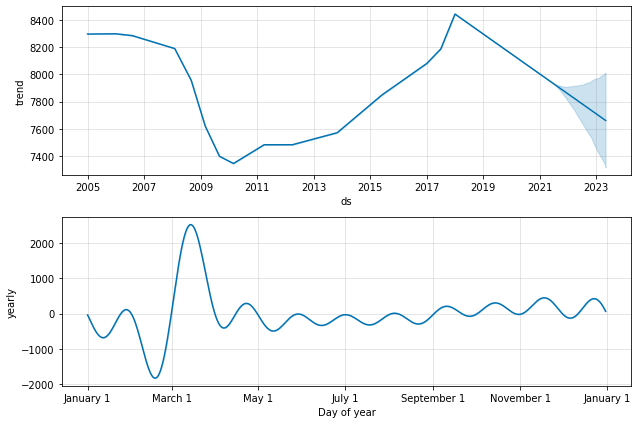 8400
8200
8000
7800
7600
7400
trend
2005 2007 2009 2011 2013 2015 2017 2019 2021 2023
ds
2000
1000
0
−1000
−2000
yearly
January 1 March 1 May 1 July 1 September 1 November 1 January 1
Day of year